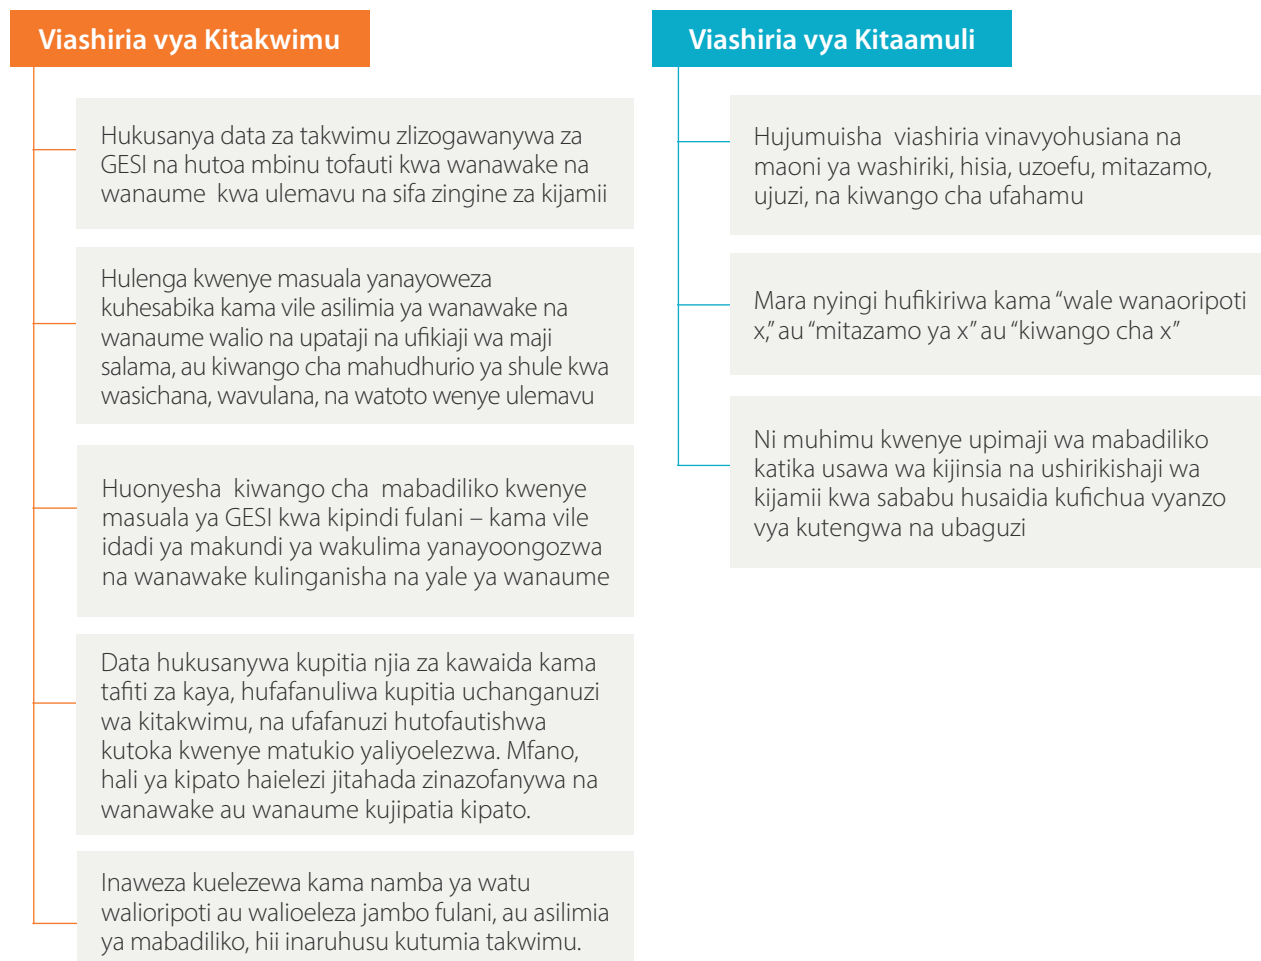 Viashiria vya Kitakwimu
Hukusanya data za takwimu zlizogawanywa za
GESI na hutoa mbinu tofauti kwa wanawake na
wanaume kwa ulemavu na sifa zingine za kijamii
Hulenga kwenye masuala yanayoweza
kuhesabika kama vile asilimia ya wanawake na
wanaume walio na upataji na ufikiaji wa maji
salama, au kiwango cha mahudhurio ya shule kwa
wasichana, wavulana, na watoto wenye ulemavu
Huonyesha kiwango cha mabadiliko kwenye
masuala ya GESI kwa kipindi fulani – kama vile
idadi ya makundi ya wakulima yanayoongozwa
na wanawake kulinganisha na yale ya wanaume
Data hukusanywa kupitia njia za kawaida kama
tafiti za kaya, hufafanuliwa kupitia uchanganuzi
wa kitakwimu, na ufafanuzi hutofautishwa
kutoka kwenye matukio yaliyoelezwa. Mfano,
hali ya kipato haielezi jitahada zinazofanywa na
wanawake au wanaume kujipatia kipato.
Inaweza kuelezewa kama namba ya watu
walioripoti au walioeleza jambo fulani, au asilimia
ya mabadiliko, hii inaruhusu kutumia takwimu.
Viashiria vya Kitaamuli
Hujumuisha viashiria vinavyohusiana na
maoni ya washiriki, hisia, uzoefu, mitazamo,
ujuzi, na kiwango cha ufahamu
Mara nyingi hufikiriwa kama “wale wanaoripoti
x,” au “mitazamo ya x” au “kiwango cha x”
Ni muhimu kwenye upimaji wa mabadiliko
katika usawa wa kijinsia na ushirikishaji wa
kijamii kwa sababu husaidia kufichua vyanzo
vya kutengwa na ubaguzi